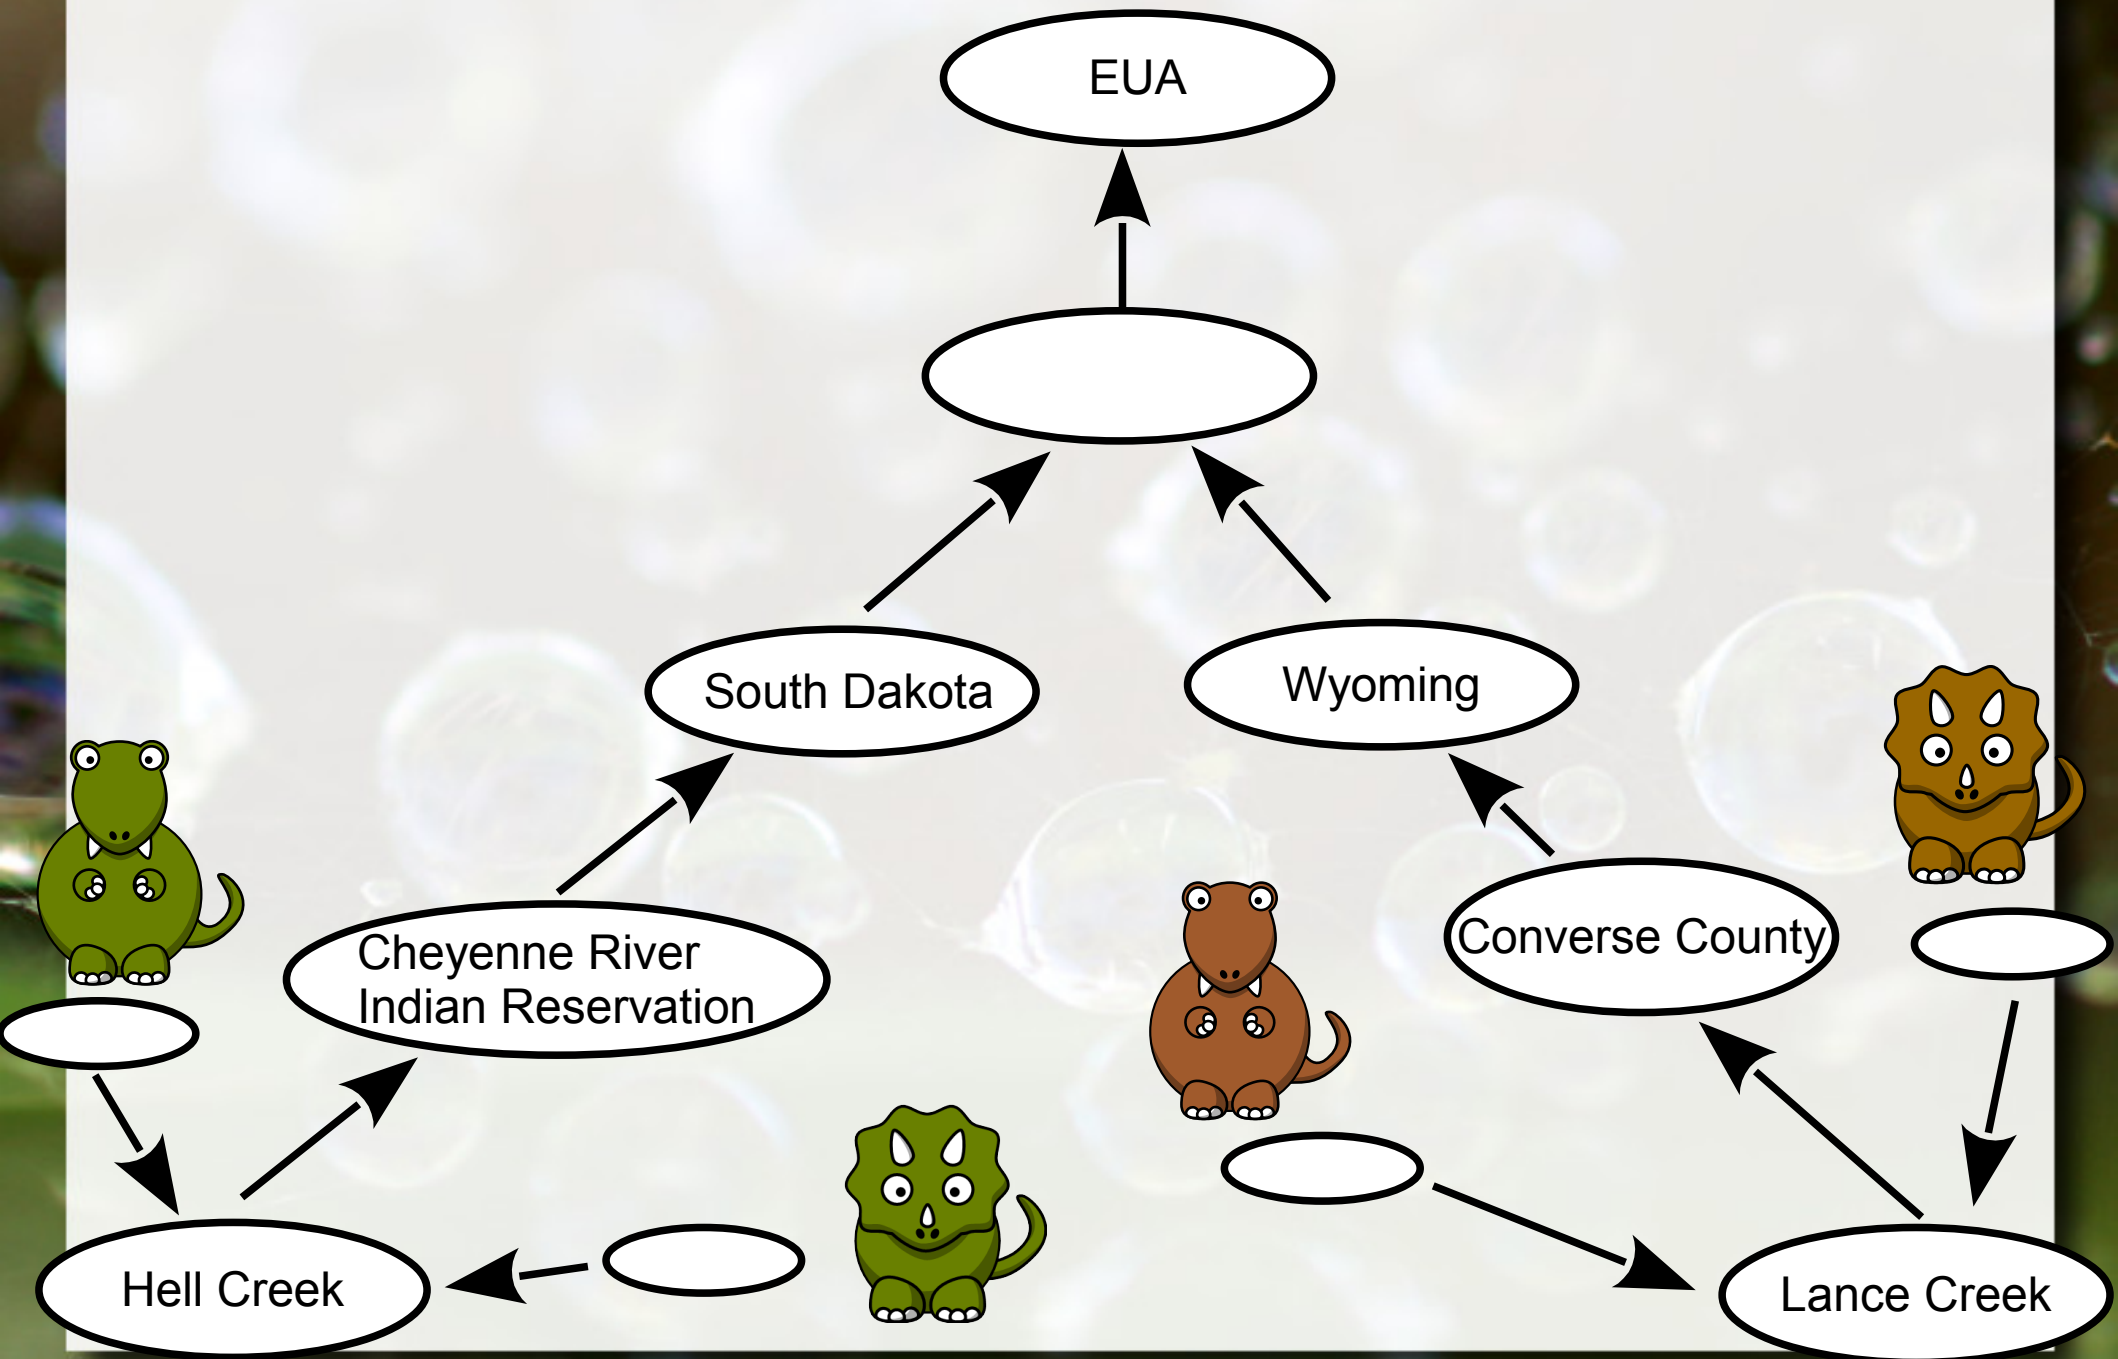 EUA
South Dakota
Wyoming
Cheyenne River
Indian Reservation
Converse County
Hell Creek
Lance Creek